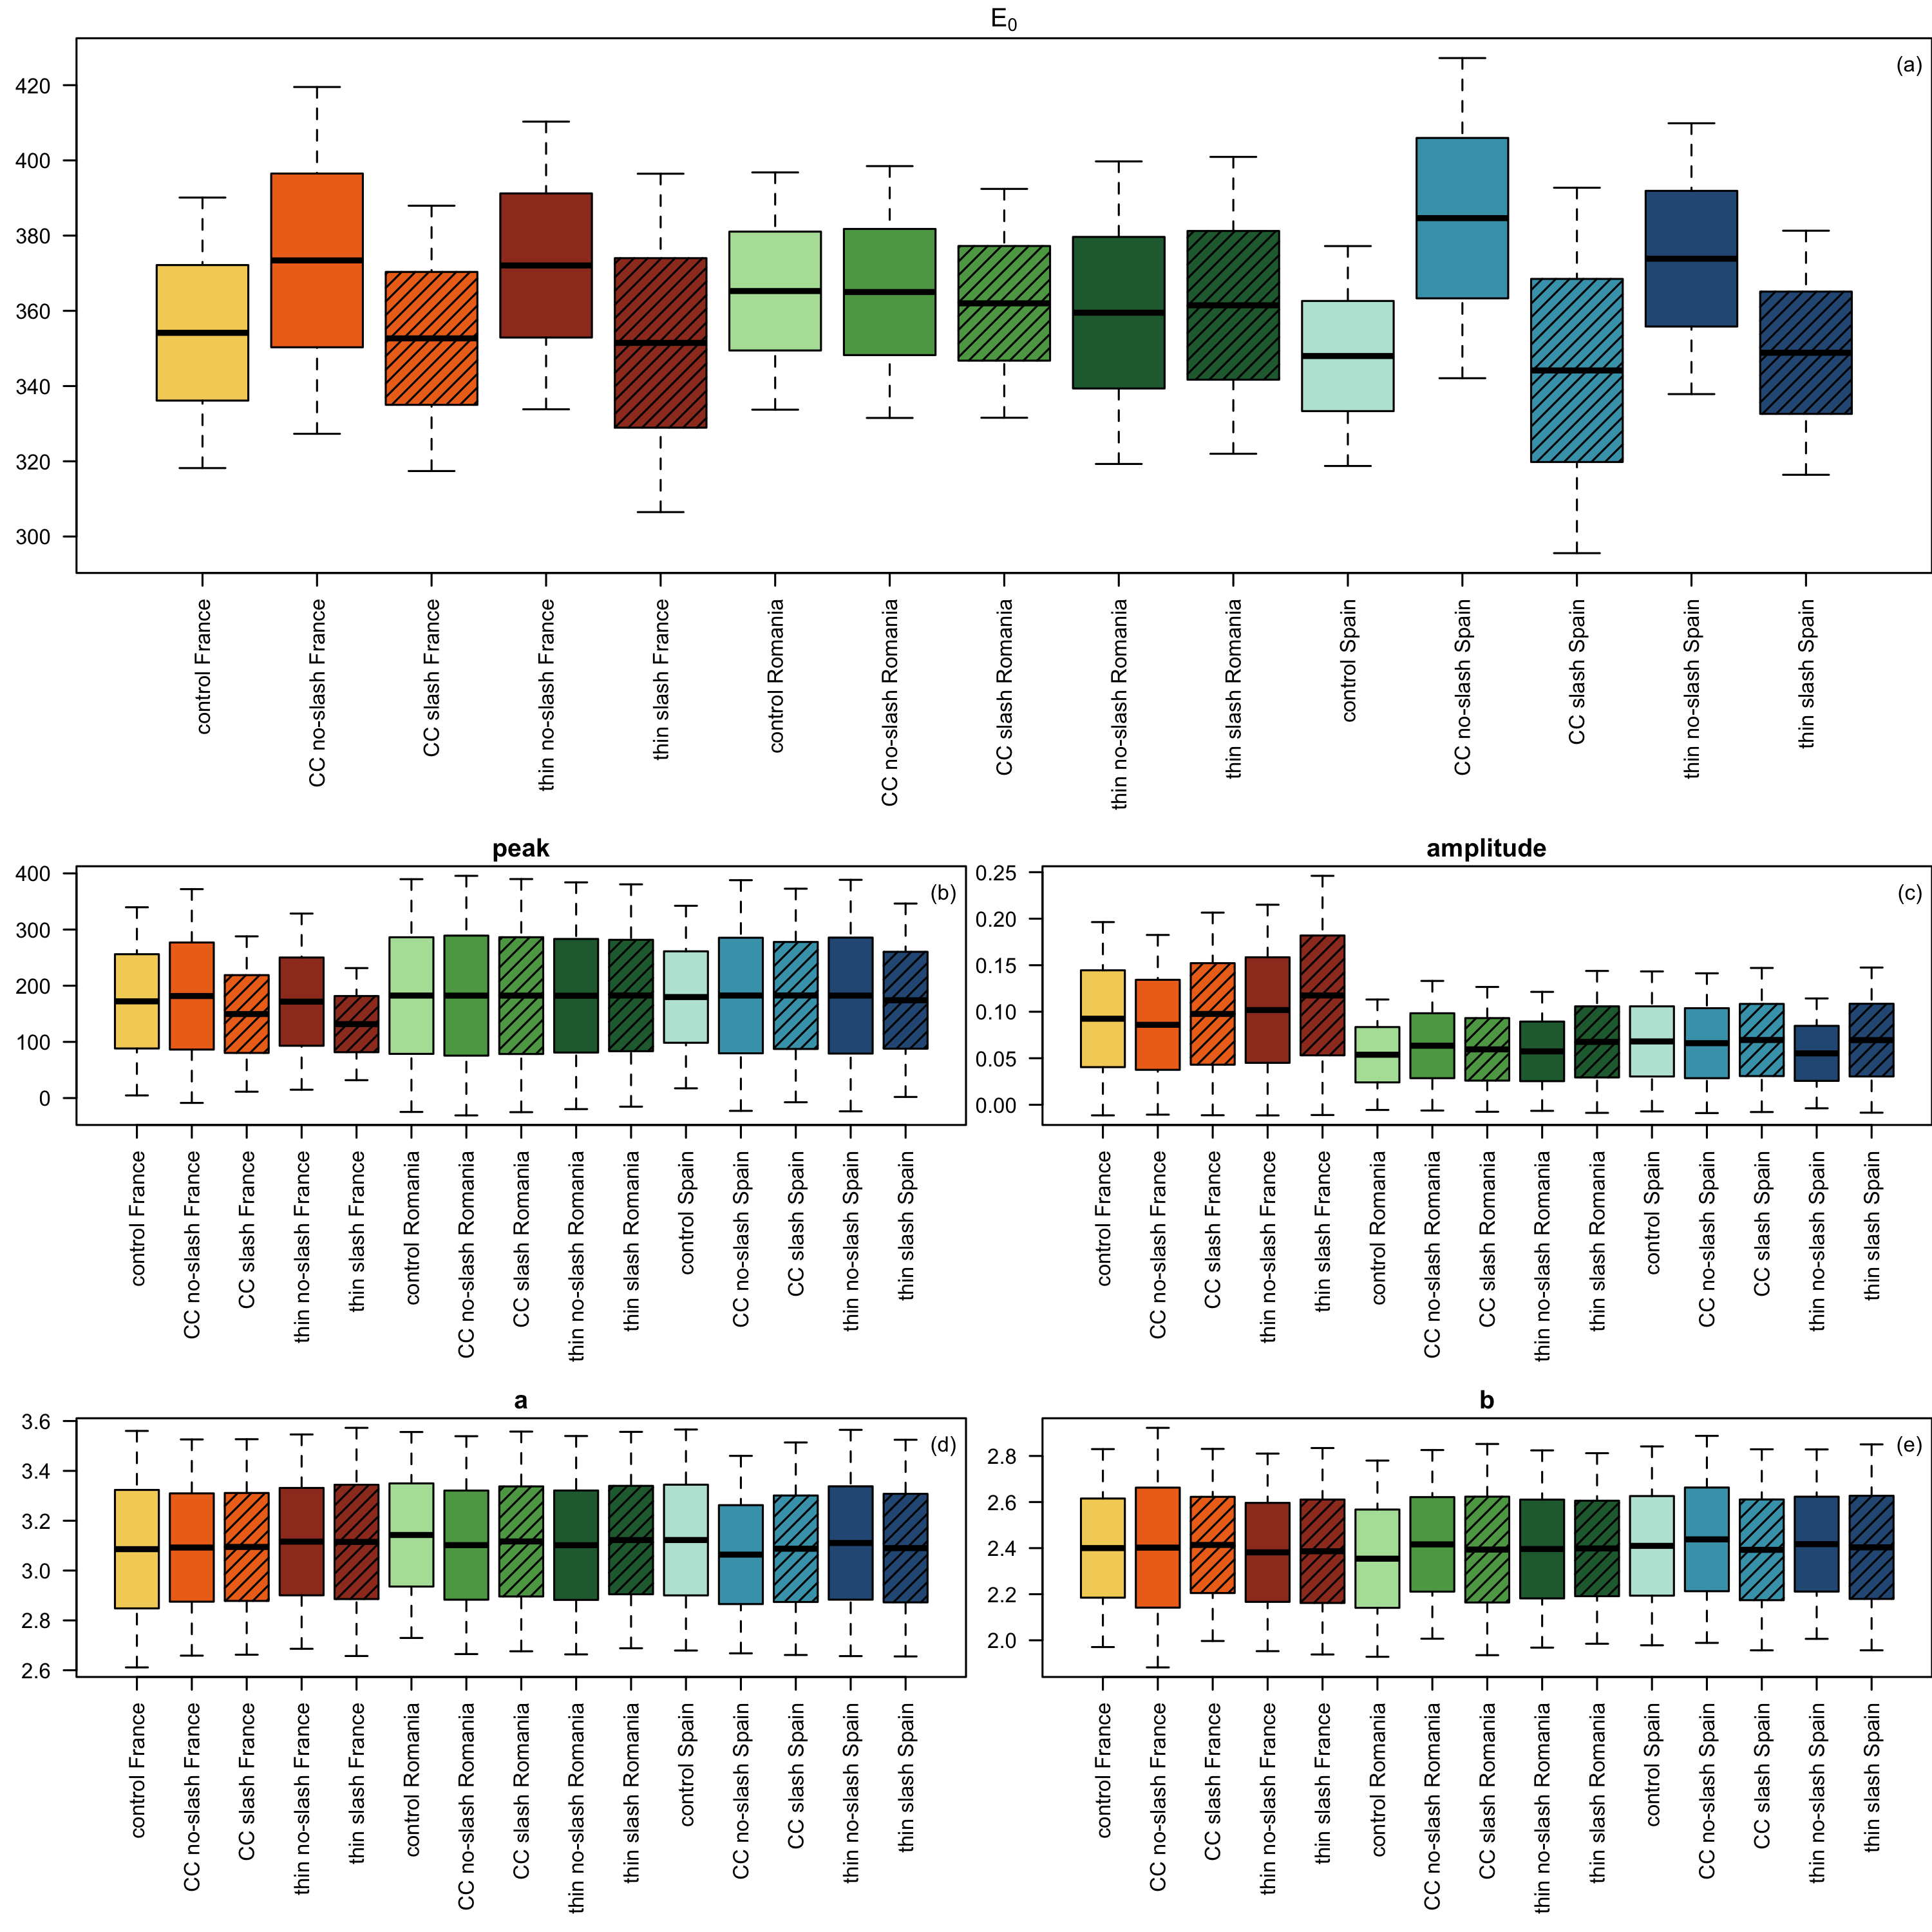 E₀
(a)
420
400
380
360
340
320
300
control France
CC no-slash France
CC slash France
thin no-slash France
thin slash France
control Romania
CC no-slash Romania
CC slash Romania
thin no-slash Romania
thin slash Romania
control Spain
CC no-slash Spain
CC slash Spain
thin no-slash Spain
thin slash Spain
peak
(b)
400
300
200
100
0
control France
CC no-slash France
CC slash France
thin no-slash France
thin slash France
control Romania
CC no-slash Romania
CC slash Romania
thin no-slash Romania
thin slash Romania
control Spain
CC no-slash Spain
CC slash Spain
thin no-slash Spain
thin slash Spain
amplitude
(c)
0.25
0.20
0.15
0.10
0.05
0.00
control France
CC no-slash France
CC slash France
thin no-slash France
thin slash France
control Romania
CC no-slash Romania
CC slash Romania
thin no-slash Romania
thin slash Romania
control Spain
CC no-slash Spain
CC slash Spain
thin no-slash Spain
thin slash Spain
a
(d)
3.6
3.4
3.2
3.0
2.8
2.6
control France
CC no-slash France
CC slash France
thin no-slash France
thin slash France
control Romania
CC no-slash Romania
CC slash Romania
thin no-slash Romania
thin slash Romania
control Spain
CC no-slash Spain
CC slash Spain
thin no-slash Spain
thin slash Spain
b
(e)
2.8
2.6
2.4
2.2
2.0
control France
CC no-slash France
CC slash France
thin no-slash France
thin slash France
control Romania
CC no-slash Romania
CC slash Romania
thin no-slash Romania
thin slash Romania
control Spain
CC no-slash Spain
CC slash Spain
thin no-slash Spain
thin slash Spain